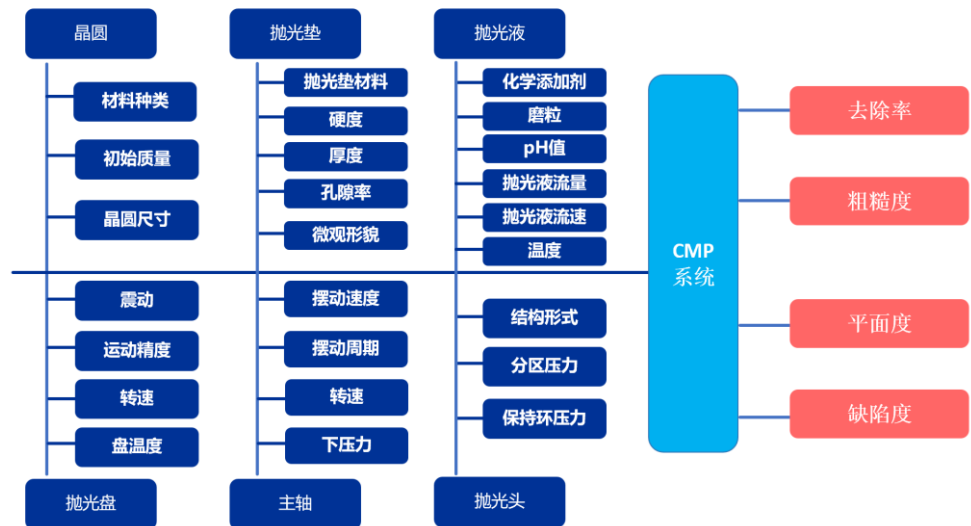 晶圆
材料种类
初始质量
晶圆尺寸
抛光垫
抛光垫材料
硬度
厚度
孔隙率
微观形貌
抛光液
化学添加剂
磨粒
pH值
抛光液流量
抛光液流速
温度
震动
运动精度
转速
盘温度
抛光盘
摆动速度
摆动周期
转速
下压力
主轴
结构形式
分区压力
保持环压力
抛光头
CMP
系统
去除率
粗糙度
平面度
缺陷度